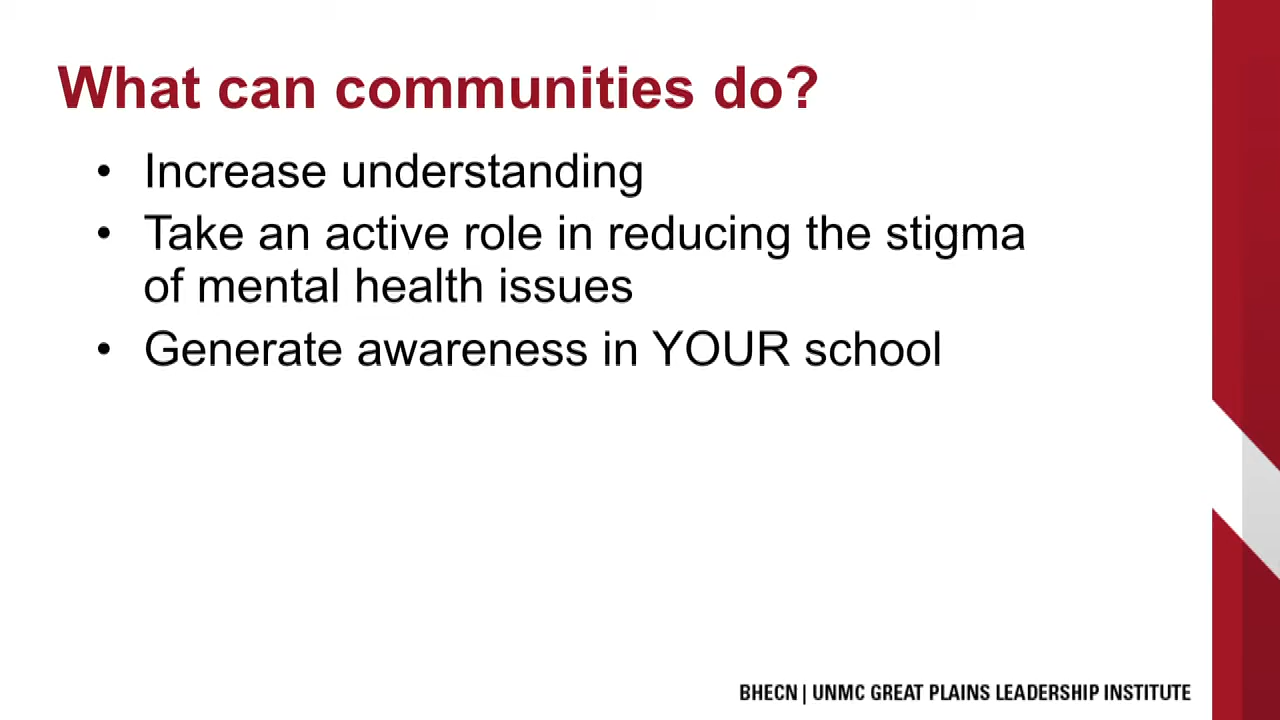 What can communities do?
• Increase understanding
• Take an active role in reducing the stigma
of mental health issues
• Generate awareness in YOUR school
BHECN | UNMC GREAT PLAINS LEADERSHIP INSTITUTE